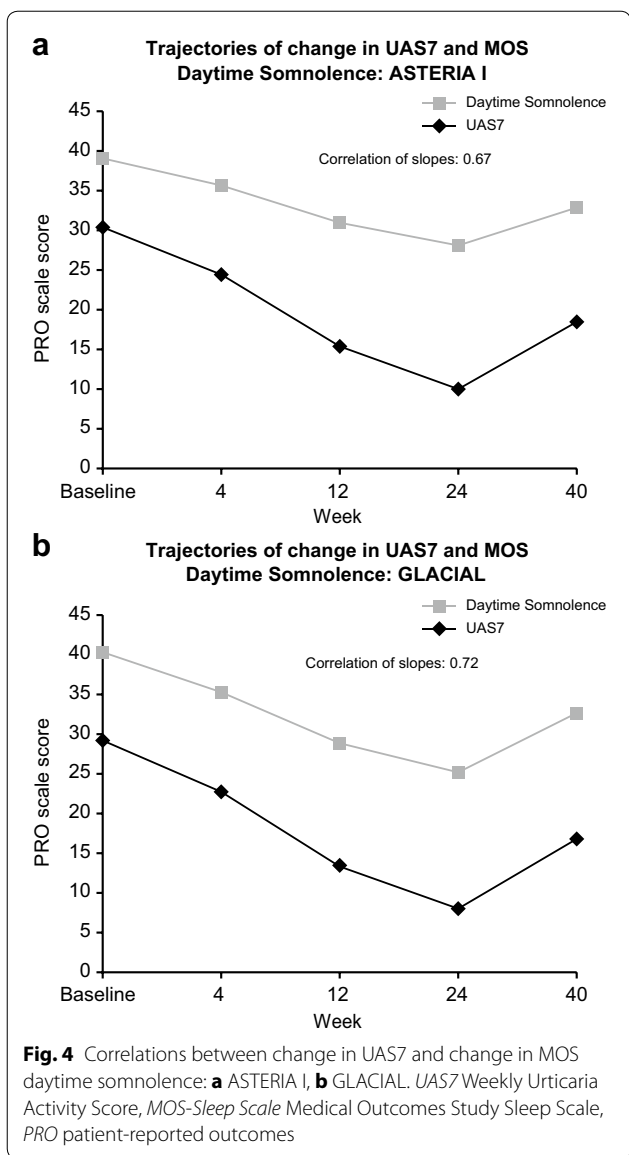 a
Trajectories of change in UAS7 and MOS
Daytime Somnolence: ASTERIA I
Daytime Somnolence
UAS7
Correlation of slopes: 0.67
PRO scale score
45
40
35
30
25
20
15
10
5
0
Baseline 4 12 24 40
Week
b
Trajectories of change in UAS7 and MOS
Daytime Somnolence: GLACIAL
Daytime Somnolence
UAS7
Correlation of slopes: 0.72
PRO scale score
45
40
35
30
25
20
15
10
5
0
Baseline 4 12 24 40
Week
Fig. 4 Correlations between change in UAS7 and change in MOS
daytime somnolence: a ASTERIA I, b GLACIAL. UAS7 Weekly Urticaria
Activity Score, MOS-Sleep Scale Medical Outcomes Study Sleep Scale,
PRO patient-reported outcomes